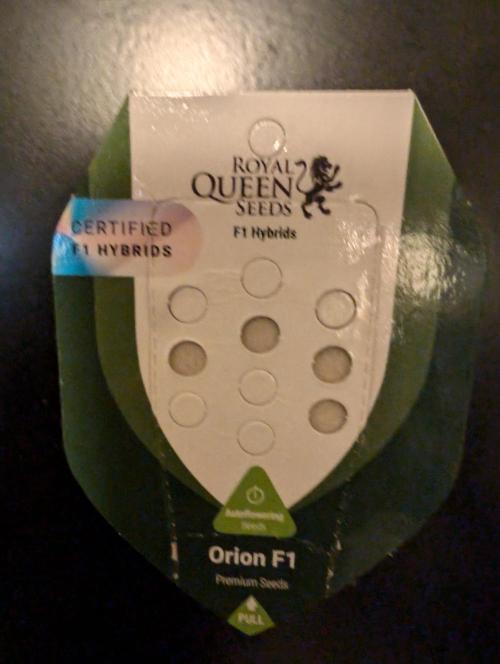 ROYAL
QUEEN
SEEDS
F1 Hybrids
CERTIFIED
F1 HYBRIDS
Autoflowering
Seeds
Orion F1
Premium Seeds
PULL